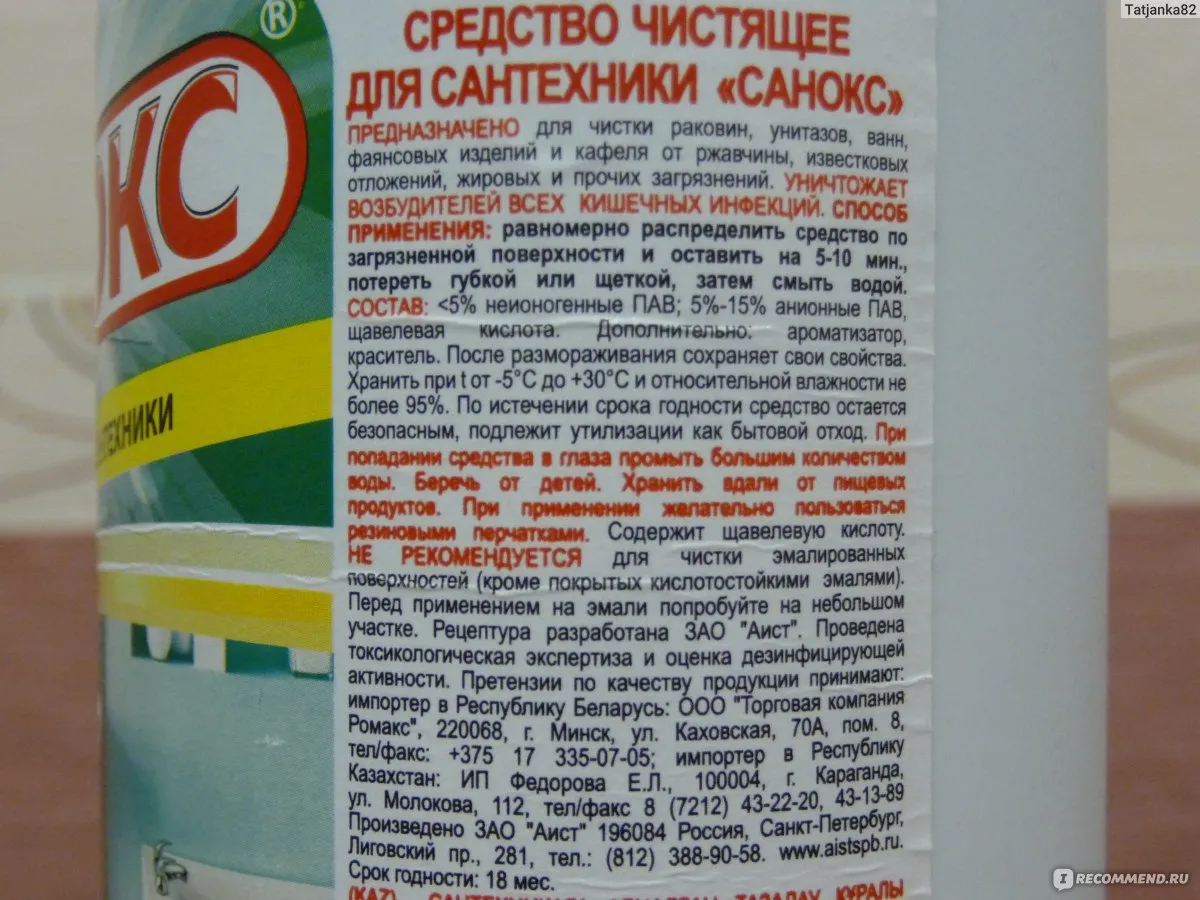 Tatjanka82
®
ОКС
ТЕХНИКИ
СРЕДСТВО ЧИСТЯЩЕЕ
ДЛЯ САНТЕХНИКИ «САНОКС»
ПРЕДНАЗНАЧЕНО для чистки раковин, унитазов, ванн,
фаянсовых изделий и кафеля от ржавчины, известковых
отложений, жировых и прочих загрязнений. УНИЧТОЖАЕТ
ВОЗБУДИТЕЛЕЙ ВСЕХ КИШЕЧНЫХ ИНФЕКЦИЙ. СПОСОБ
ПРИМЕНЕНИЯ: равномерно распределить средство по
загрязненной поверхности и оставить на 5-10 мин.,
потереть губкой или щеткой, затем смыть водой.
СОСТАВ: <5% неионогенные ПАВ; 5%-15% анионные ПАВ,
щавелевая кислота. Дополнительно: ароматизатор,
краситель. После размораживания сохраняет свои свойства.
Хранить при t от -5°С до +30°С и относительной влажности не
более 95%. По истечении срока годности средство остается
безопасным, подлежит утилизации как бытовой отход. При
попадании средства в глаза промыть большим количеством
воды. Беречь от детей. Хранить вдали от пищевых
продуктов. При применении желательно пользоваться
резиновыми перчатками. Содержит щавелевую кислоту.
НЕ РЕКОМЕНДУЕТСЯ для чистки эмалированных
поверхностей (кроме покрытых кислотостойкими эмалями).
Перед применением на эмали попробуйте на небольшом
участке. Рецептура разработана ЗАО "Аист". Проведена
токсикологическая экспертиза и оценка дезинфицирующей
активности. Претензии по качеству продукции принимают:
импортер в Республику Беларусь: ООО "Торговая компания
Ромакс", 220068, г. Минск, ул. Каховская, 70А, пом. 8,
тел/факс: +375 17 335-07-05; импортер в Республику
Казахстан: ИП Федорова Е.Л., 100004, г. Караганда,
ул. Молокова, 112, тел/факс 8 (7212) 43-22-20, 43-13-89
Произведено ЗАО "Аист" 196084 Россия, Санкт-Петербург,
Лиговский пр., 281, тел.: (812) 388-90-58. www.aistspb.ru.
Срок годности: 18 мес.
(KAZ) ТАЗАЛАУ ҚҰРАЛЫ
IRECOMMEND.RU